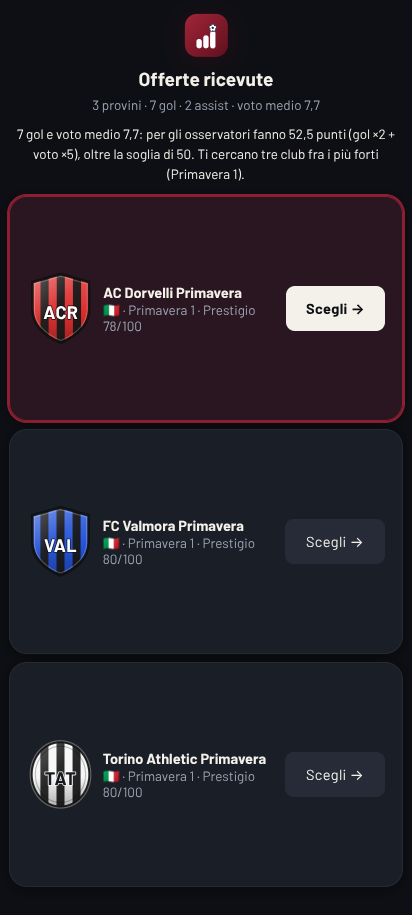 Offerte ricevute
3 provini · 7 gol · 2 assist · voto medio 7,7
7 gol e voto medio 7,7: per gli osservatori fanno 52,5 punti (gol ×2 +
voto ×5), oltre la soglia di 50. Ti cercano tre club fra i più forti
(Primavera 1).
ACR
AC Dorvelli Primavera
· Primavera 1 · Prestigio
78/100
Scegli →
VAL
FC Valmora Primavera
· Primavera 1 · Prestigio
80/100
Scegli →
TAT
Torino Athletic Primavera
· Primavera 1 · Prestigio
80/100
Scegli →